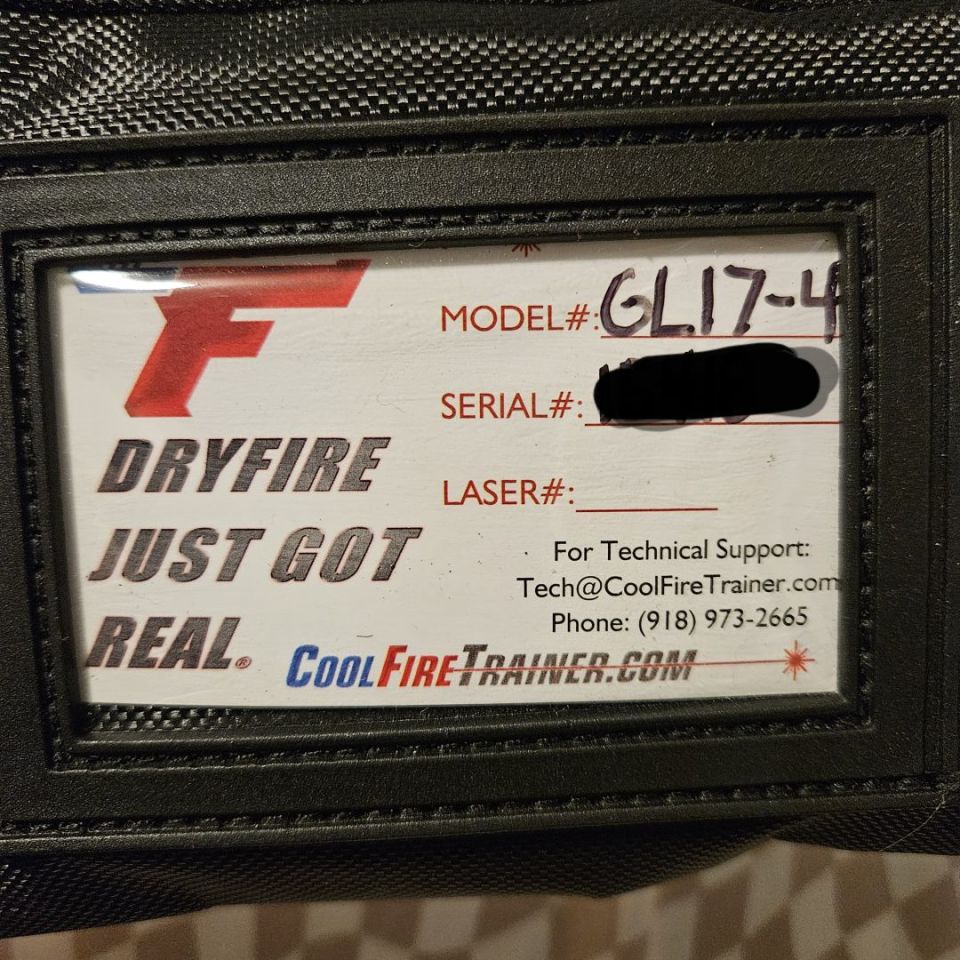 F
MODEL#: GL17-4
SERIAL#:
LASER#:
DRYFIRE
JUST GOT
REAL®
For Technical Support:
Tech@CoolFireTrainer.com
Phone: (918) 973-2665
COOLFIRETRAINER.COM